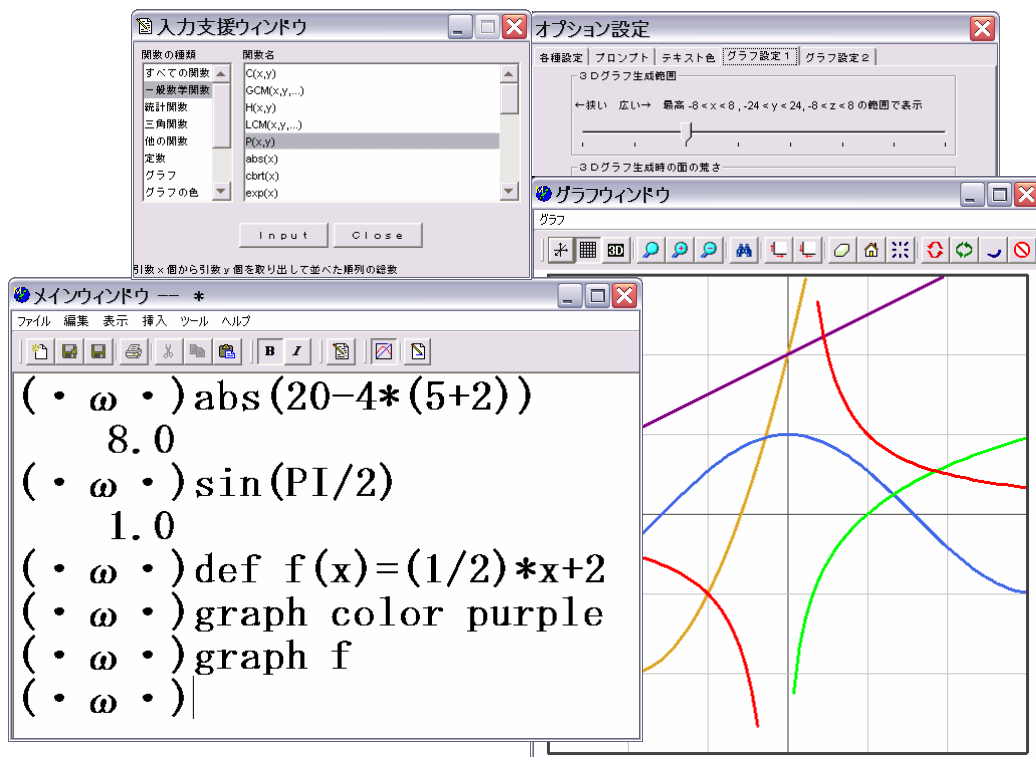 入力支援ウィンドウ
関数の種類
すべての関数
一般数学関数
統計関数
三角関数
他の関数
定数
グラフ
グラフの色
関数名
C(x,y)
GCM(x,y,...)
H(x,y)
LCM(x,y,...)
P(x,y)
abs(x)
cbrt(x)
exp(x)
Ｉｎｐｕｔ
Ｃｌｏｓｅ
引数 x 個から引数 y 個を取り出して並べた順列の総数
オプション設定
各種設定 プロンプト テキスト色 グラフ設定１ グラフ設定２
３Ｄグラフ生成範囲
←狭い 広い→ 最高 -8 < x < 8 , -24 < y < 24, -8 < z < 8 の範囲で表示
３Ｄグラフ生成時の面の荒さ
グラフウィンドウ
グラフ
3D
メインウィンドウ -- *
ファイル 編集 表示 挿入 ツール ヘルプ
B I
(・ω・)abs(20-4*(5+2))
8.0
(・ω・)sin(PI/2)
1.0
(・ω・)def f(x)=(1/2)*x+2
(・ω・)graph color purple
(・ω・)graph f
(・ω・)